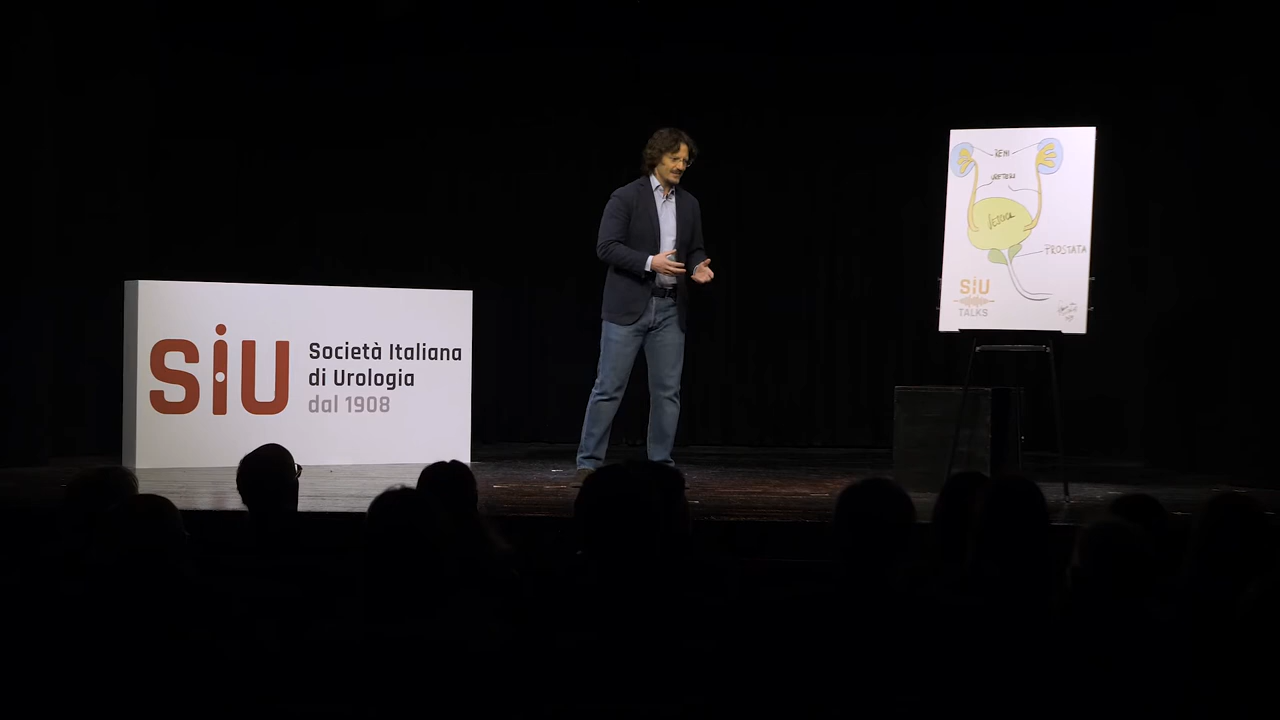 SiU
Società Italiana
di Urologia
dal 1908
RENI
URETERI
VESCICA
PROSTATA
SiU
TALKS